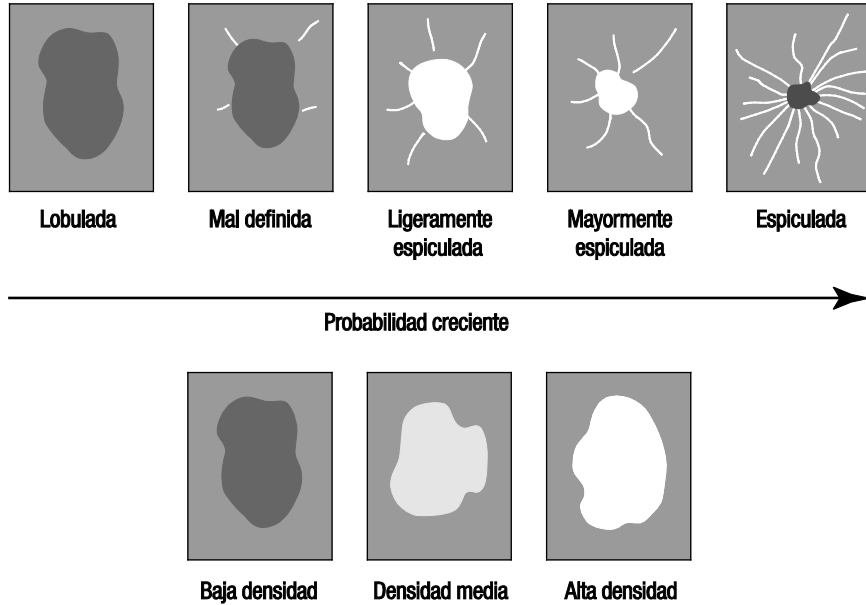 Lobulada
Mal definida
Ligeramente
espiculada
Mayormente
espiculada
Espiculada
Probabilidad creciente
Baja densidad
Densidad media
Alta densidad